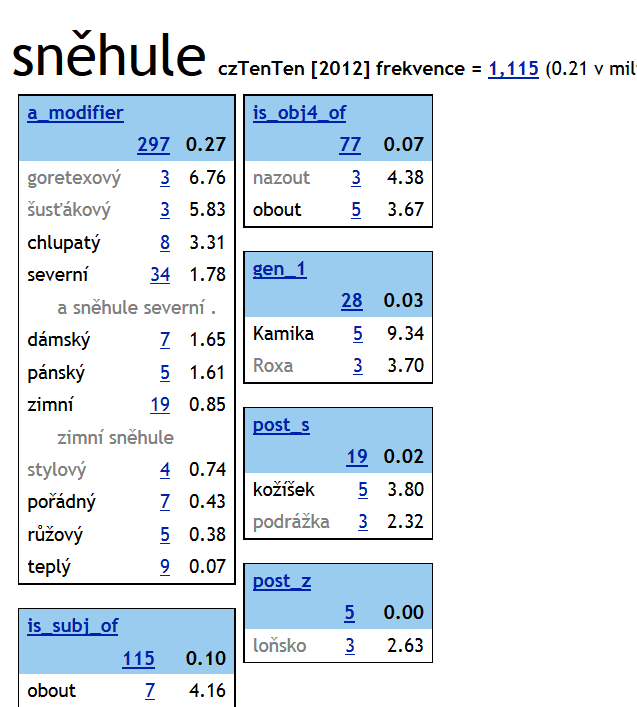 sněhule czTenTen [2012] frekvence = 1,115 (0.21 v mil
a_modifier
297 0.27
goretexový 3 6.76
šusťákový 3 5.83
chlupatý 8 3.31
severní 34 1.78
a sněhule severní .
dámský 7 1.65
pánský 5 1.61
zimní 19 0.85
zimní sněhule
stylový 4 0.74
pořádný 7 0.43
růžový 5 0.38
teplý 9 0.07
is_subj_of
115 0.10
obout 7 4.16
is_obj4_of
77 0.07
nazout 3 4.38
obout 5 3.67
gen_1
28 0.03
Kamika 5 9.34
Roxa 3 3.70
post_s
19 0.02
kožíšek 5 3.80
podrážka 3 2.32
post_z
5 0.00
loňsko 3 2.63